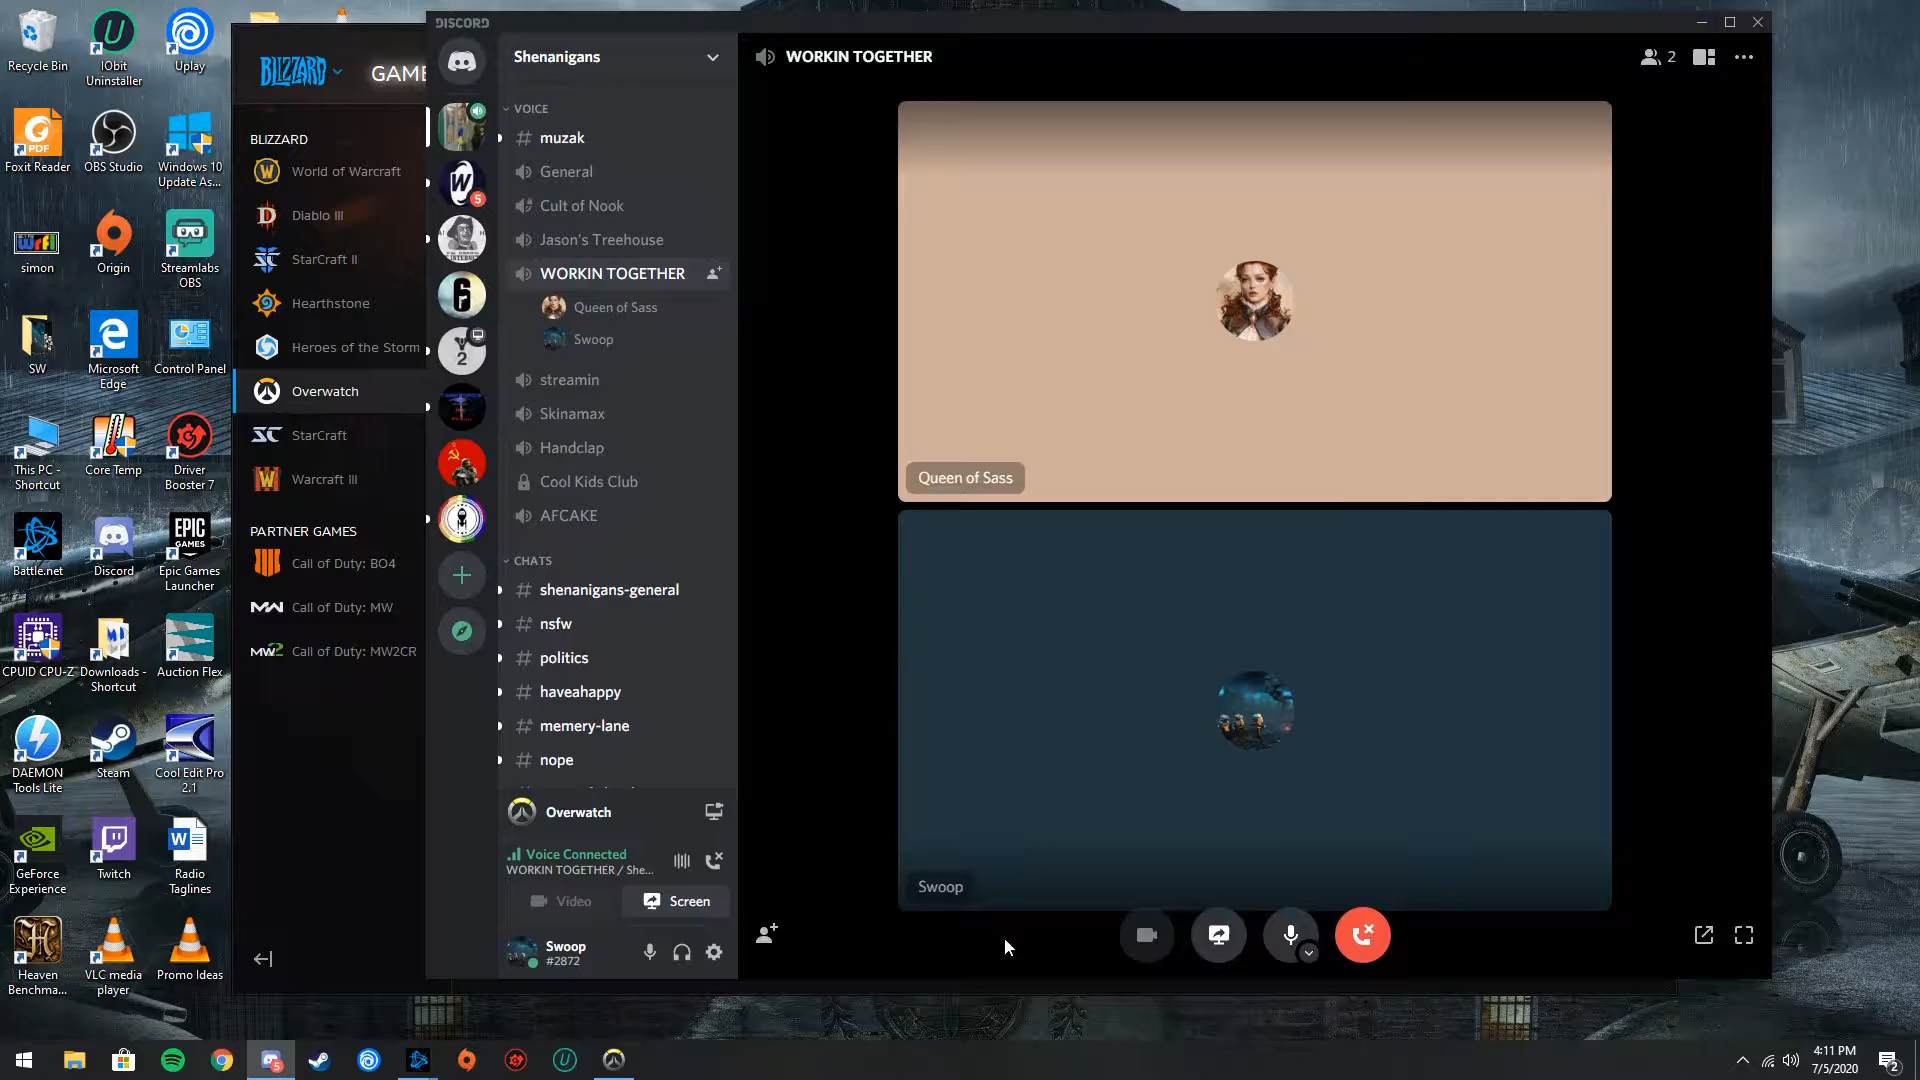 Recycle Bin
IObit
Uninstaller
Uplay
Foxit Reader
OBS Studio
Windows 10
Update As...
simon
Origin
Streamlabs
OBS
SW
Microsoft
Edge
Control Panel
This PC -
Shortcut
Core Temp
Driver
Booster 7
Battle.net
Discord
Epic Games
Launcher
CPUID CPU-Z
Downloads -
Shortcut
Auction Flex
DAEMON
Tools Lite
Steam
Cool Edit Pro
2.1
GeForce
Experience
Twitch
Radio
Taglines
Heaven
Benchma...
VLC media
player
Promo Ideas
BLIZZARD
GAME
BLIZZARD
World of Warcraft
Diablo III
StarCraft II
Hearthstone
Heroes of the Storm
Overwatch
StarCraft
Warcraft III
PARTNER GAMES
Call of Duty: BO4
Call of Duty: MW
Call of Duty: MW2CR
DISCORD
5
2
Shenanigans
VOICE
muzak
General
Cult of Nook
Jason's Treehouse
WORKIN TOGETHER
Queen of Sass
Swoop
streamin
Skinamax
Handclap
Cool Kids Club
AFCAKE
CHATS
shenanigans-general
nsfw
politics
haveahappy
memery-lane
nope
Overwatch
Voice Connected
WORKIN TOGETHER / She...
Video
Screen
Swoop
#2872
WORKIN TOGETHER
2
Queen of Sass
Swoop
4:11 PM
7/5/2020
2